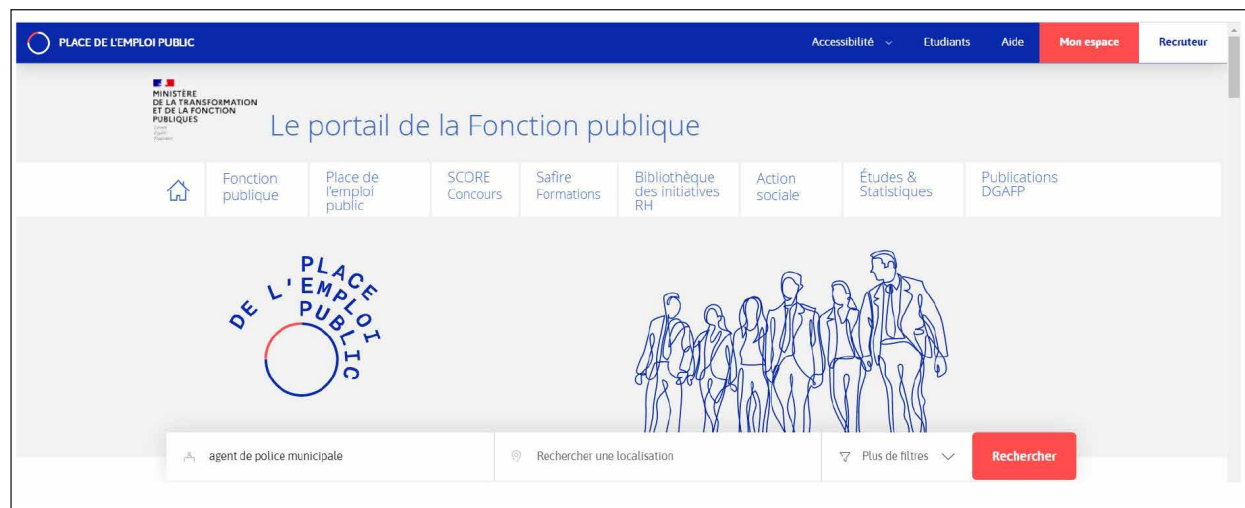 PLACE DE L'EMPLOI PUBLIC
Accessibilité
Etudiants
Aide
Mon espace
Recruteur
MINISTÈRE
DE LA TRANSFORMATION
ET DE LA FONCTION
PUBLIQUES
Le portail de la Fonction publique
Fonction
publique
Place de
l'emploi
public
SCORE
Concours
Safire
Formations
Bibliothèque
des initiatives
RH
Action
sociale
Études &
Statistiques
Publications
DGAFP
PLACE
DE L'EMPLOI
PUBLIC
agent de police municipale
Rechercher une localisation
Plus de filtres
Rechercher